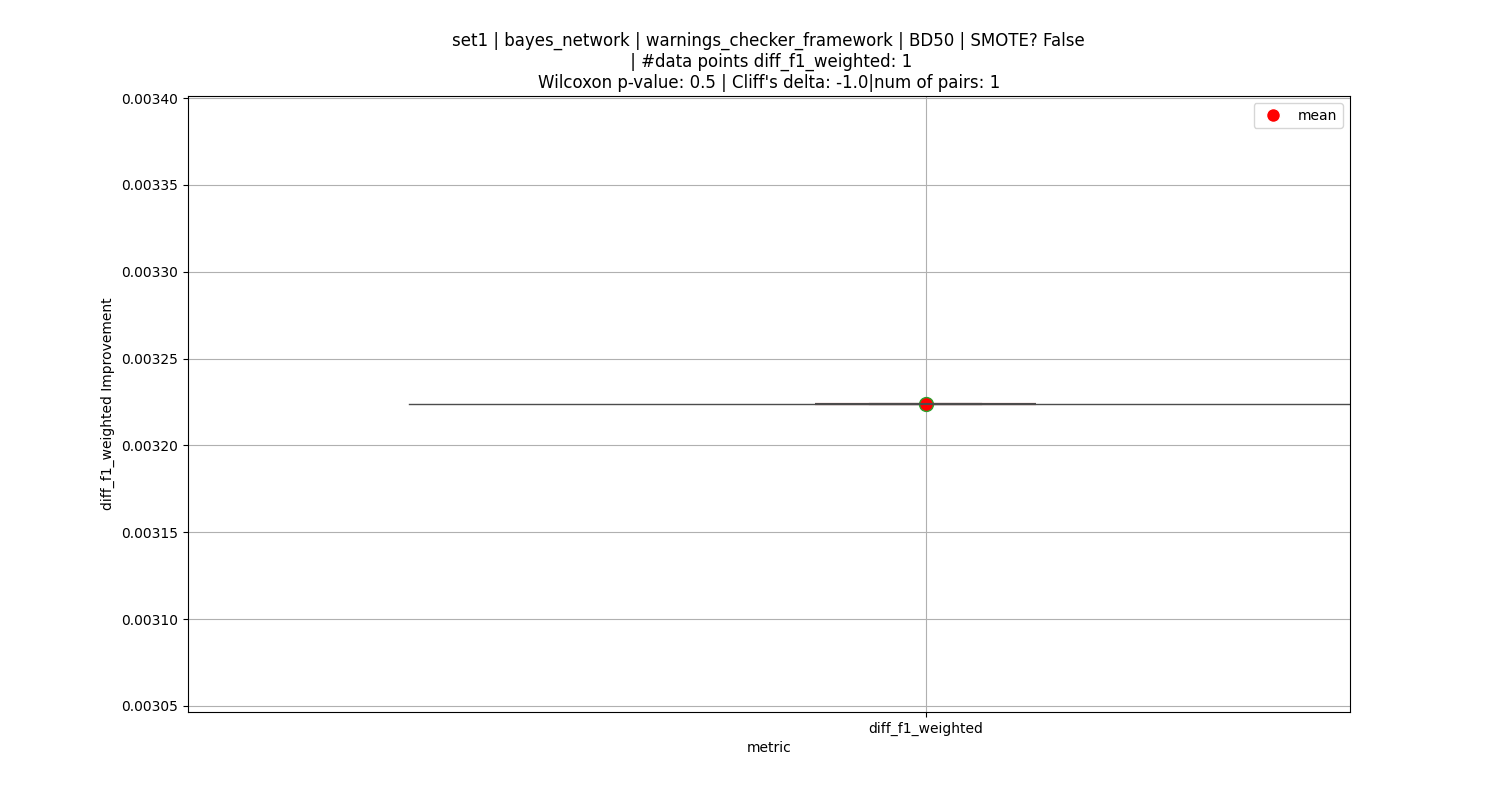 set1 | bayes_network | warnings_checker_framework | BD50 | SMOTE? False
| #data points diff_f1_weighted: 1
Wilcoxon p-value: 0.5 | Cliff's delta: -1.0|num of pairs: 1
mean
0.00340
0.00335
0.00330
0.00325
0.00320
0.00315
0.00310
0.00305
diff_f1_weighted Improvement
diff_f1_weighted
metric